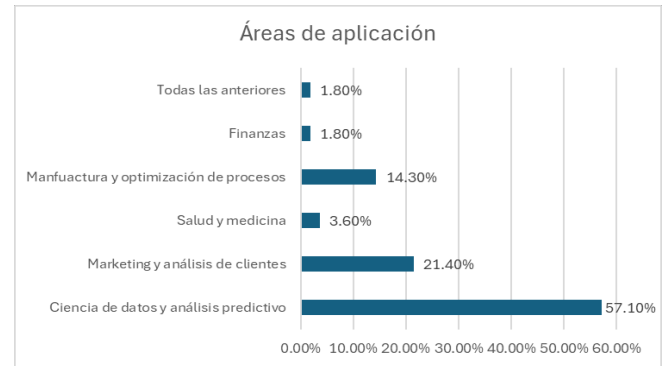 Áreas de aplicación
Todas las anteriores 1.80%
Finanzas 1.80%
Manfuactura y optimización de procesos 14.30%
Salud y medicina 3.60%
Marketing y análisis de clientes 21.40%
Ciencia de datos y análisis predictivo 57.10%
0.00% 10.00% 20.00% 30.00% 40.00% 50.00% 60.00%